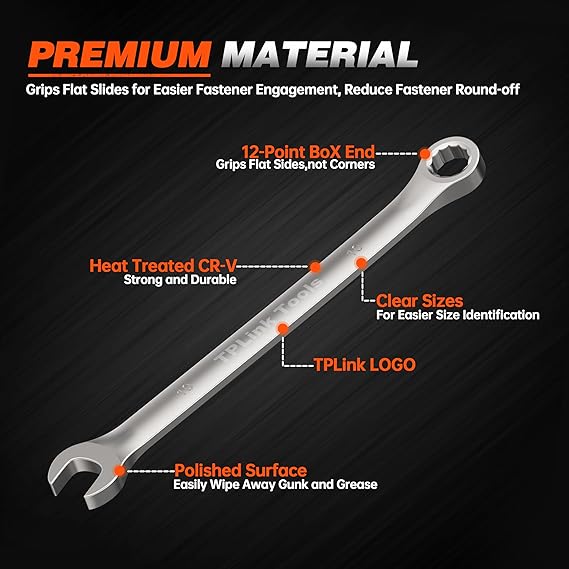 PREMIUM MATERIAL
Grips Flat Slides for Easier Fastener Engagement, Reduce Fastener Round-off
12-Point BoX End
Grips Flat Sides,not Corners
Heat Treated CR-V
Strong and Durable
10
Clear Sizes
For Easier Size Identification
TPLink Tools
TPLink LOGO
10
Polished Surface
Easily Wipe Away Gunk and Grease